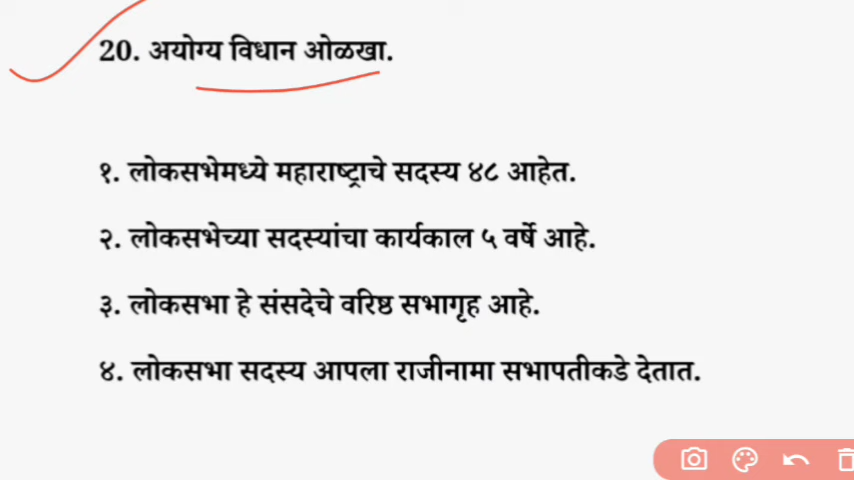 20. अयोग्य विधान ओळखा.
१. लोकसभेमध्ये महाराष्ट्राचे सदस्य ४८ आहेत.
२. लोकसभेच्या सदस्यांचा कार्यकाल ५ वर्षे आहे.
३. लोकसभा हे संसदेचे वरिष्ठ सभागृह आहे.
४. लोकसभा सदस्य आपला राजीनामा सभापतीकडे देतात.